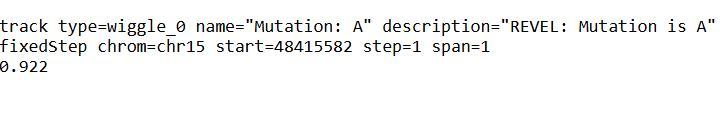 track type=wiggle_0 name="Mutation: A" description="REVEL: Mutation is A"
fixedStep chrom=chr15 start=48415582 step=1 span=1
0.922